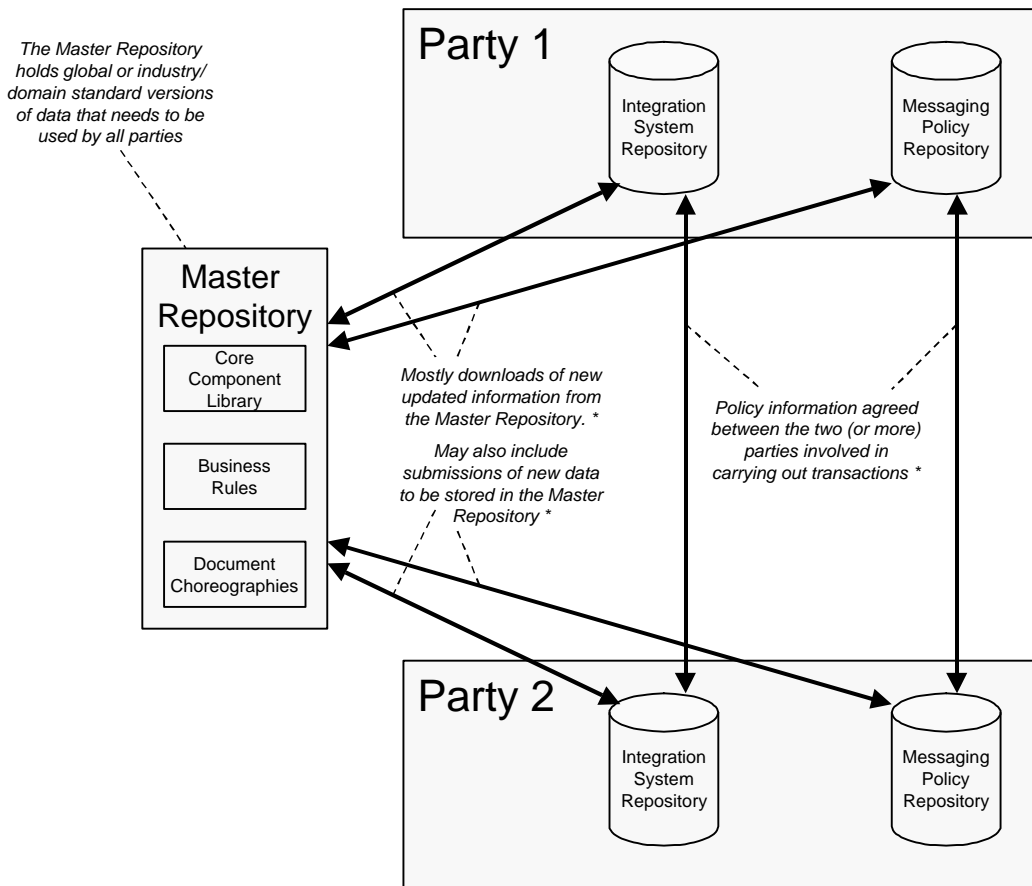 The Master Repository
holds global or industry/
domain standard versions
of data that needs to be
used by all parties
Party 1
Integration
System
Repository
Messaging
Policy
Repository
Master
Repository
Core
Component
Library
Business
Rules
Document
Choreographies
Mostly downloads of new
updated information from
the Master Repository. *
May also include
submissions of new data
to be stored in the Master
Repository *
Policy information agreed
between the two (or more)
parties involved in
carrying out transactions *
Party 2
Integration
System
Repository
Messaging
Policy
Repository